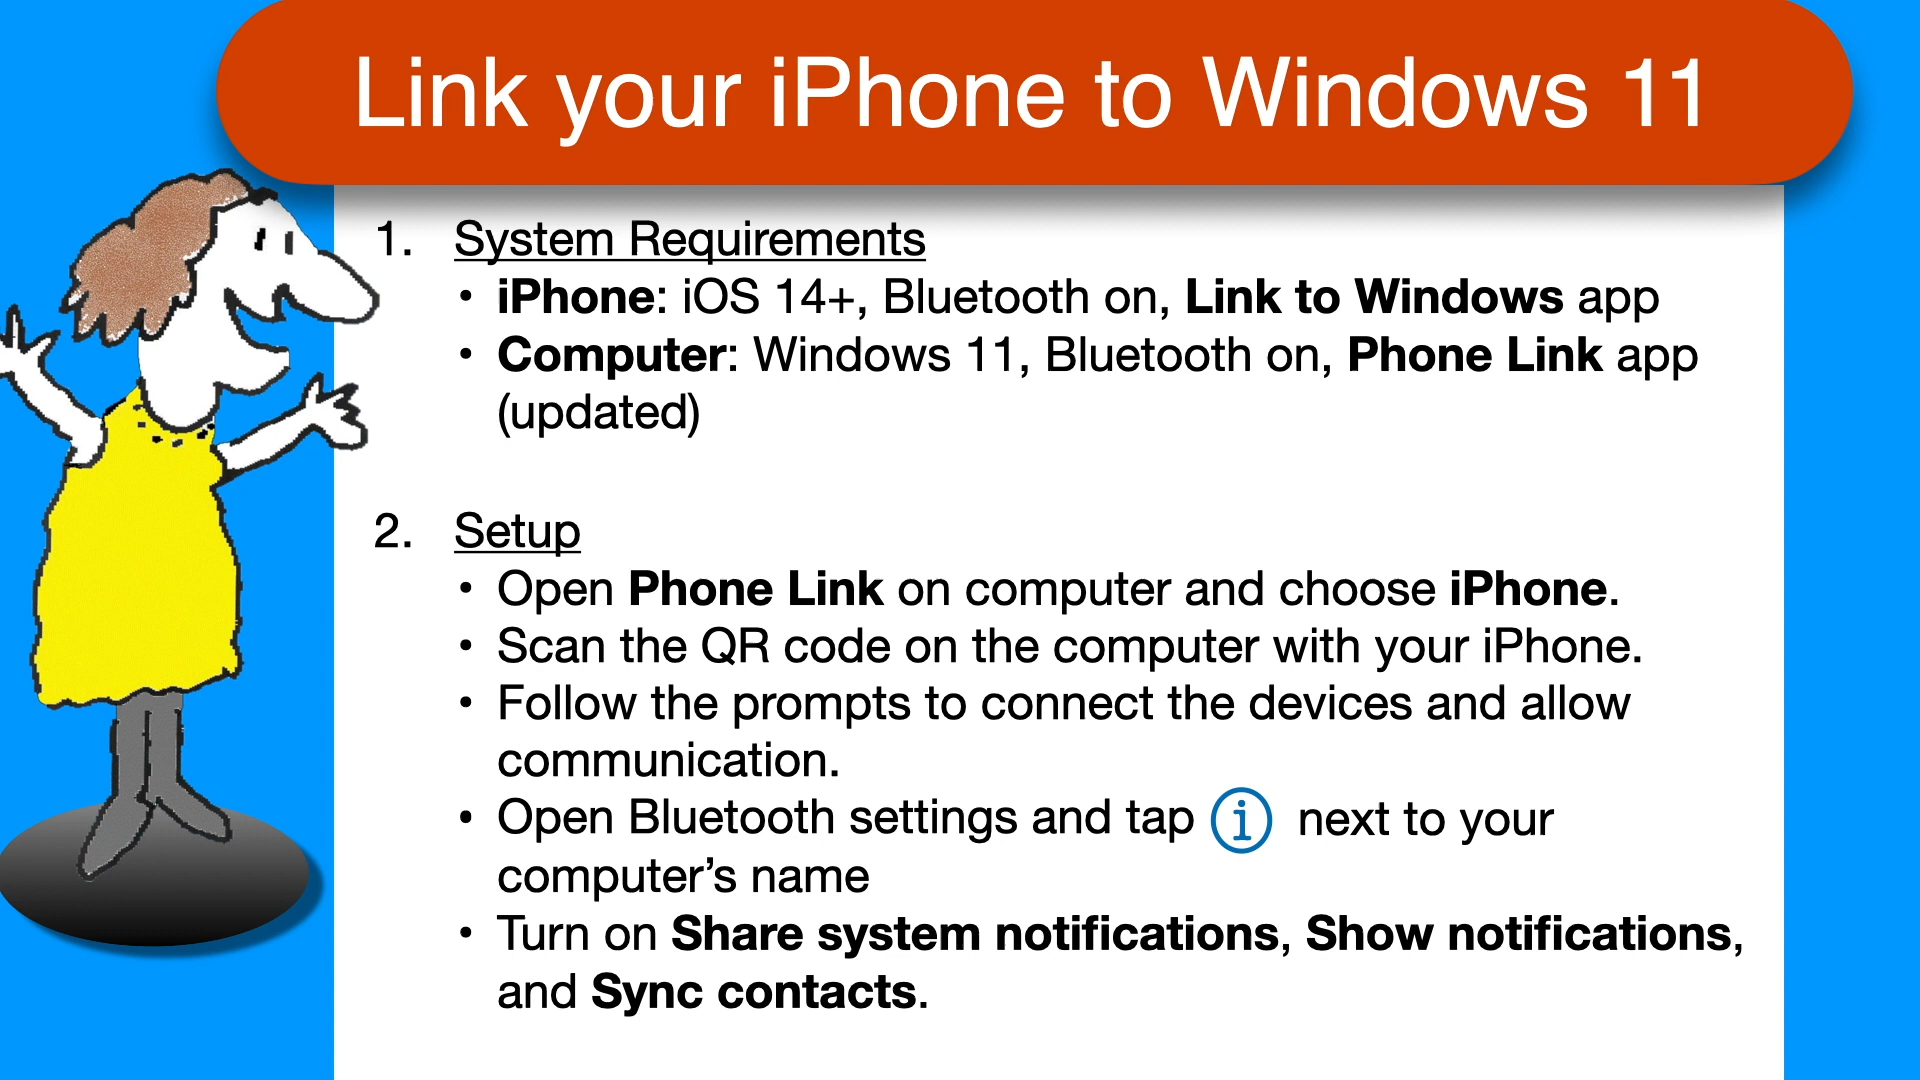 Link your iPhone to Windows 11
1. System Requirements
• iPhone: iOS 14+, Bluetooth on, Link to Windows app
• Computer: Windows 11, Bluetooth on, Phone Link app
(updated)
2. Setup
• Open Phone Link on computer and choose iPhone.
• Scan the QR code on the computer with your iPhone.
• Follow the prompts to connect the devices and allow
communication.
• Open Bluetooth settings and tap i next to your
computer’s name
• Turn on Share system notifications, Show notifications,
and Sync contacts.